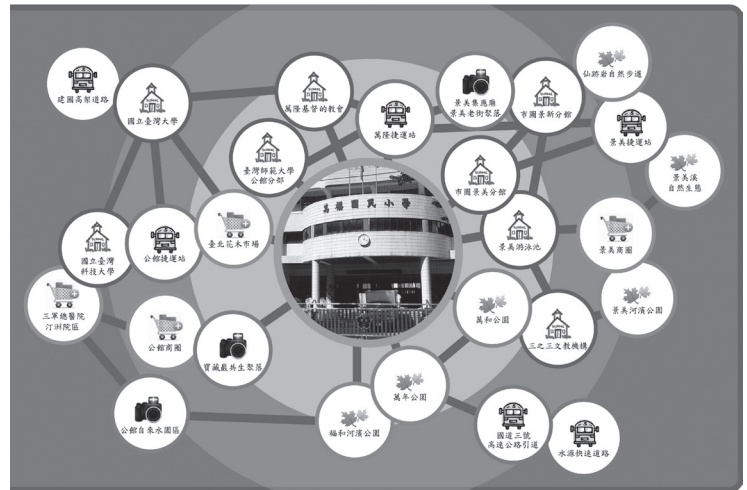 仙跡岩自然步道
建國高架道路
國立臺灣大學
萬隆基督的教會
景美集應廟
景美老街聚落
市圖景新分館
萬隆捷運站
景美捷運站
臺灣師範大學
公館分部
市圖景美分館
景美溪
自然生態
萬福國民小學
國立臺灣
科技大學
公館捷運站
臺北花木市場
景美游泳池
景美商圈
三軍總醫院
汀洲院區
公館商圈
寶藏巖共生聚落
萬和公園
三之三文教機構
景美河濱公園
萬年公園
公館自來水園區
福和河濱公園
國道三號
高速公路引道
水源快速道路